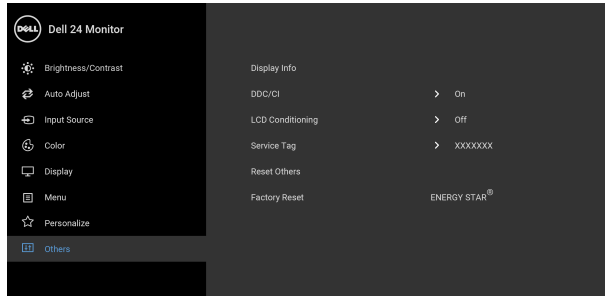 DELL Dell 24 Monitor
Brightness/Contrast
Auto Adjust
Input Source
Color
Display
Menu
Personalize
Others
Display Info
DDC/CI > On
LCD Conditioning > Off
Service Tag > XXXXXXX
Reset Others
Factory Reset ENERGY STAR®